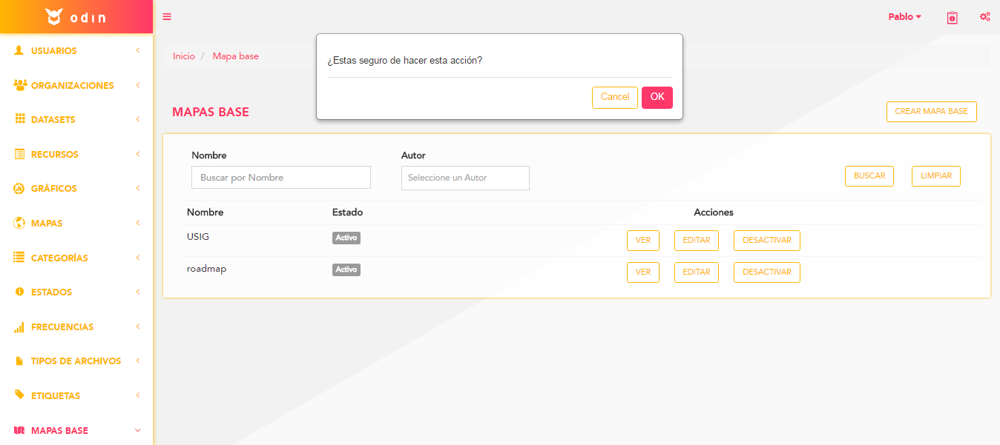 odin
Pablo
¿Estas seguro de hacer esta acción?
Cancel OK
Inicio / Mapa base
MAPAS BASE
CREAR MAPA BASE
USUARIOS
ORGANIZACIONES
DATASETS
RECURSOS
GRÁFICOS
MAPAS
CATEGORÍAS
ESTADOS
FRECUENCIAS
TIPOS DE ARCHIVOS
ETIQUETAS
MAPAS BASE
Nombre Autor
Buscar por Nombre Seleccione un Autor BUSCAR LIMPIAR
Nombre Estado Acciones
USIG Activo VER EDITAR DESACTIVAR
roadmap Activo VER EDITAR DESACTIVAR